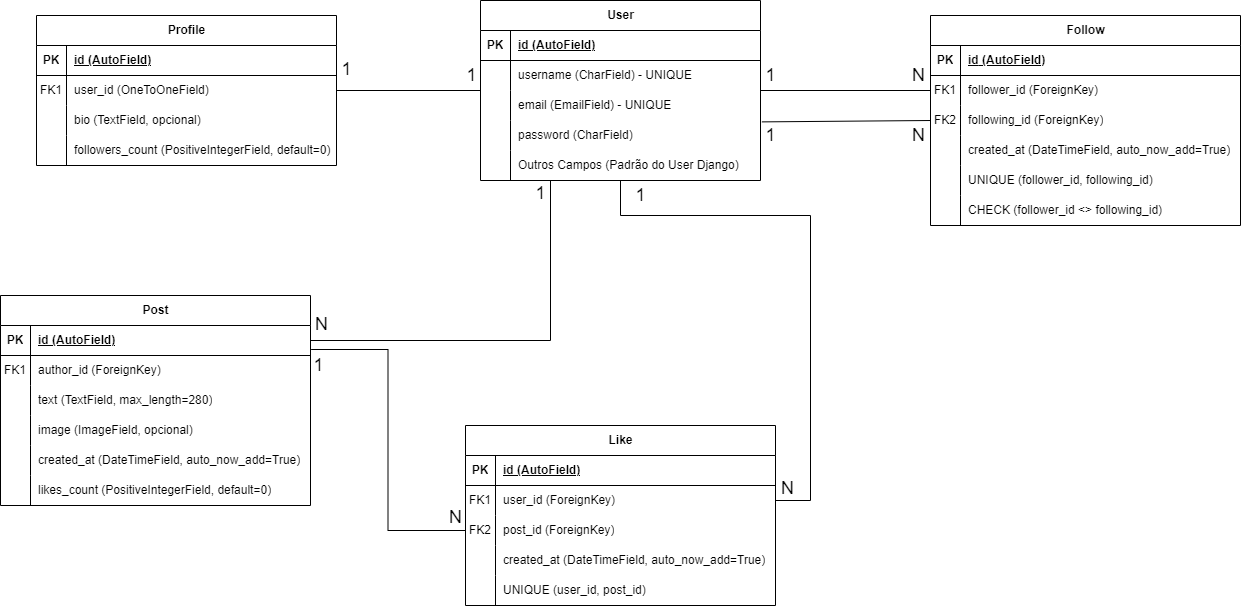 Profile
PK id (AutoField)
FK1 user_id (OneToOneField)
bio (TextField, opcional)
followers_count (PositiveIntegerField, default=0)
1
1
User
PK id (AutoField)
username (CharField) - UNIQUE
email (EmailField) - UNIQUE
password (CharField)
Outros Campos (Padrão do User Django)
1
N
1
N
Follow
PK id (AutoField)
FK1 follower_id (ForeignKey)
FK2 following_id (ForeignKey)
created_at (DateTimeField, auto_now_add=True)
UNIQUE (follower_id, following_id)
CHECK (follower_id <> following_id)
1
1
Post
PK id (AutoField)
FK1 author_id (ForeignKey)
text (TextField, max_length=280)
image (ImageField, opcional)
created_at (DateTimeField, auto_now_add=True)
likes_count (PositiveIntegerField, default=0)
N
1
Like
PK id (AutoField)
FK1 user_id (ForeignKey)
FK2 post_id (ForeignKey)
created_at (DateTimeField, auto_now_add=True)
UNIQUE (user_id, post_id)
N
N